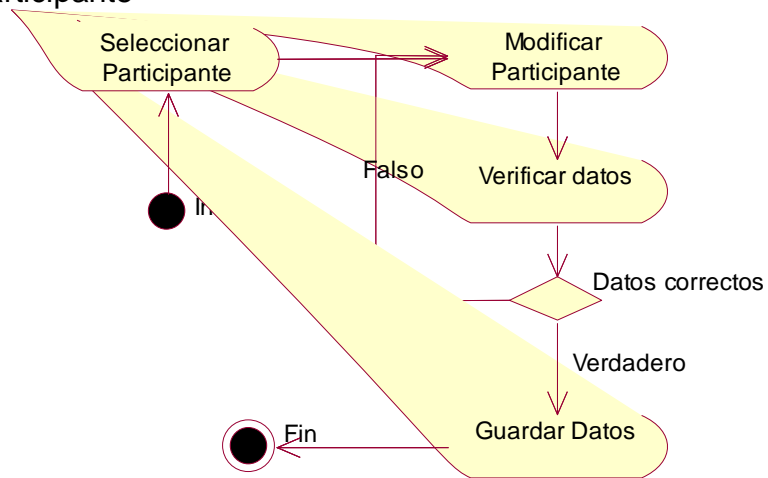 Seleccionar
Participante
Modificar
Participante
Falso
Verificar datos
Datos correctos
Verdadero
Guardar Datos
Fin